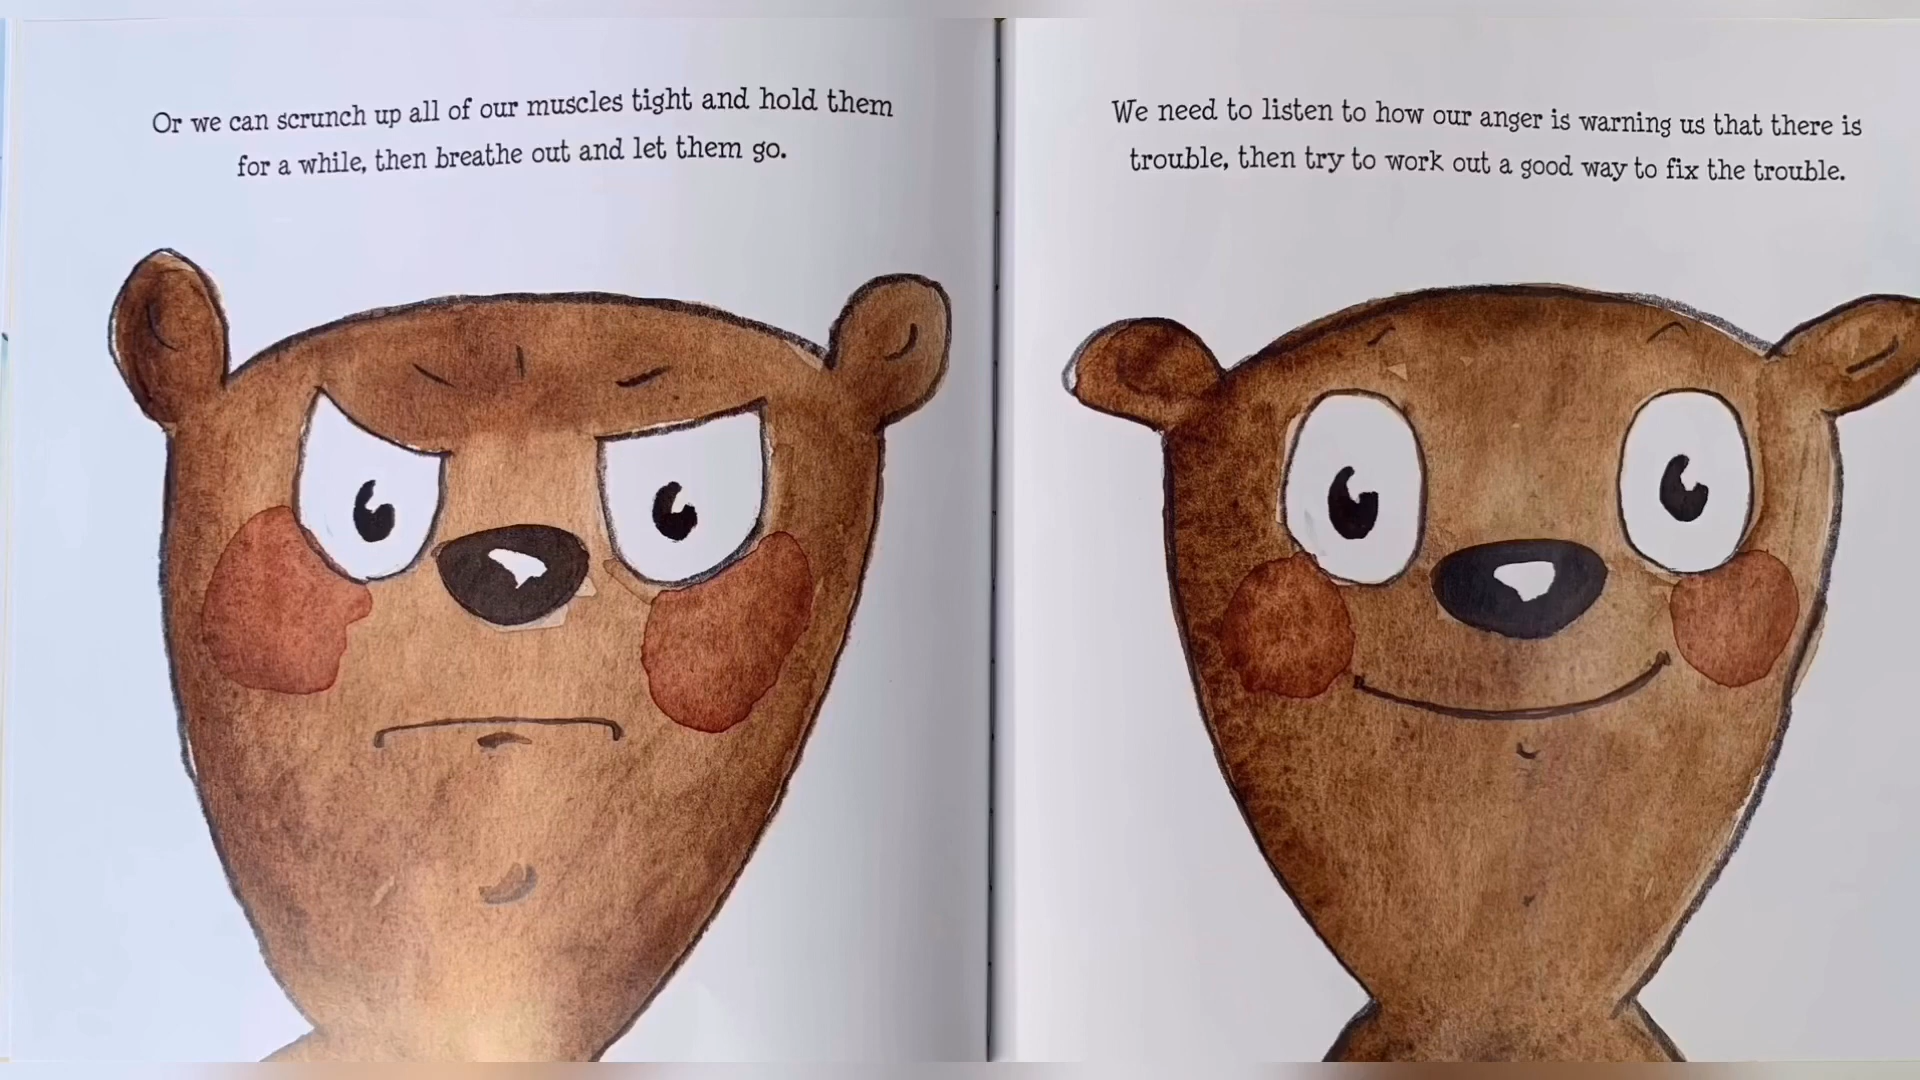 Or we can scrunch up all of our muscles tight and hold them
for a while, then breathe out and let them go.
We need to listen to how our anger is warning us that there is
trouble, then try to work out a good way to fix the trouble.